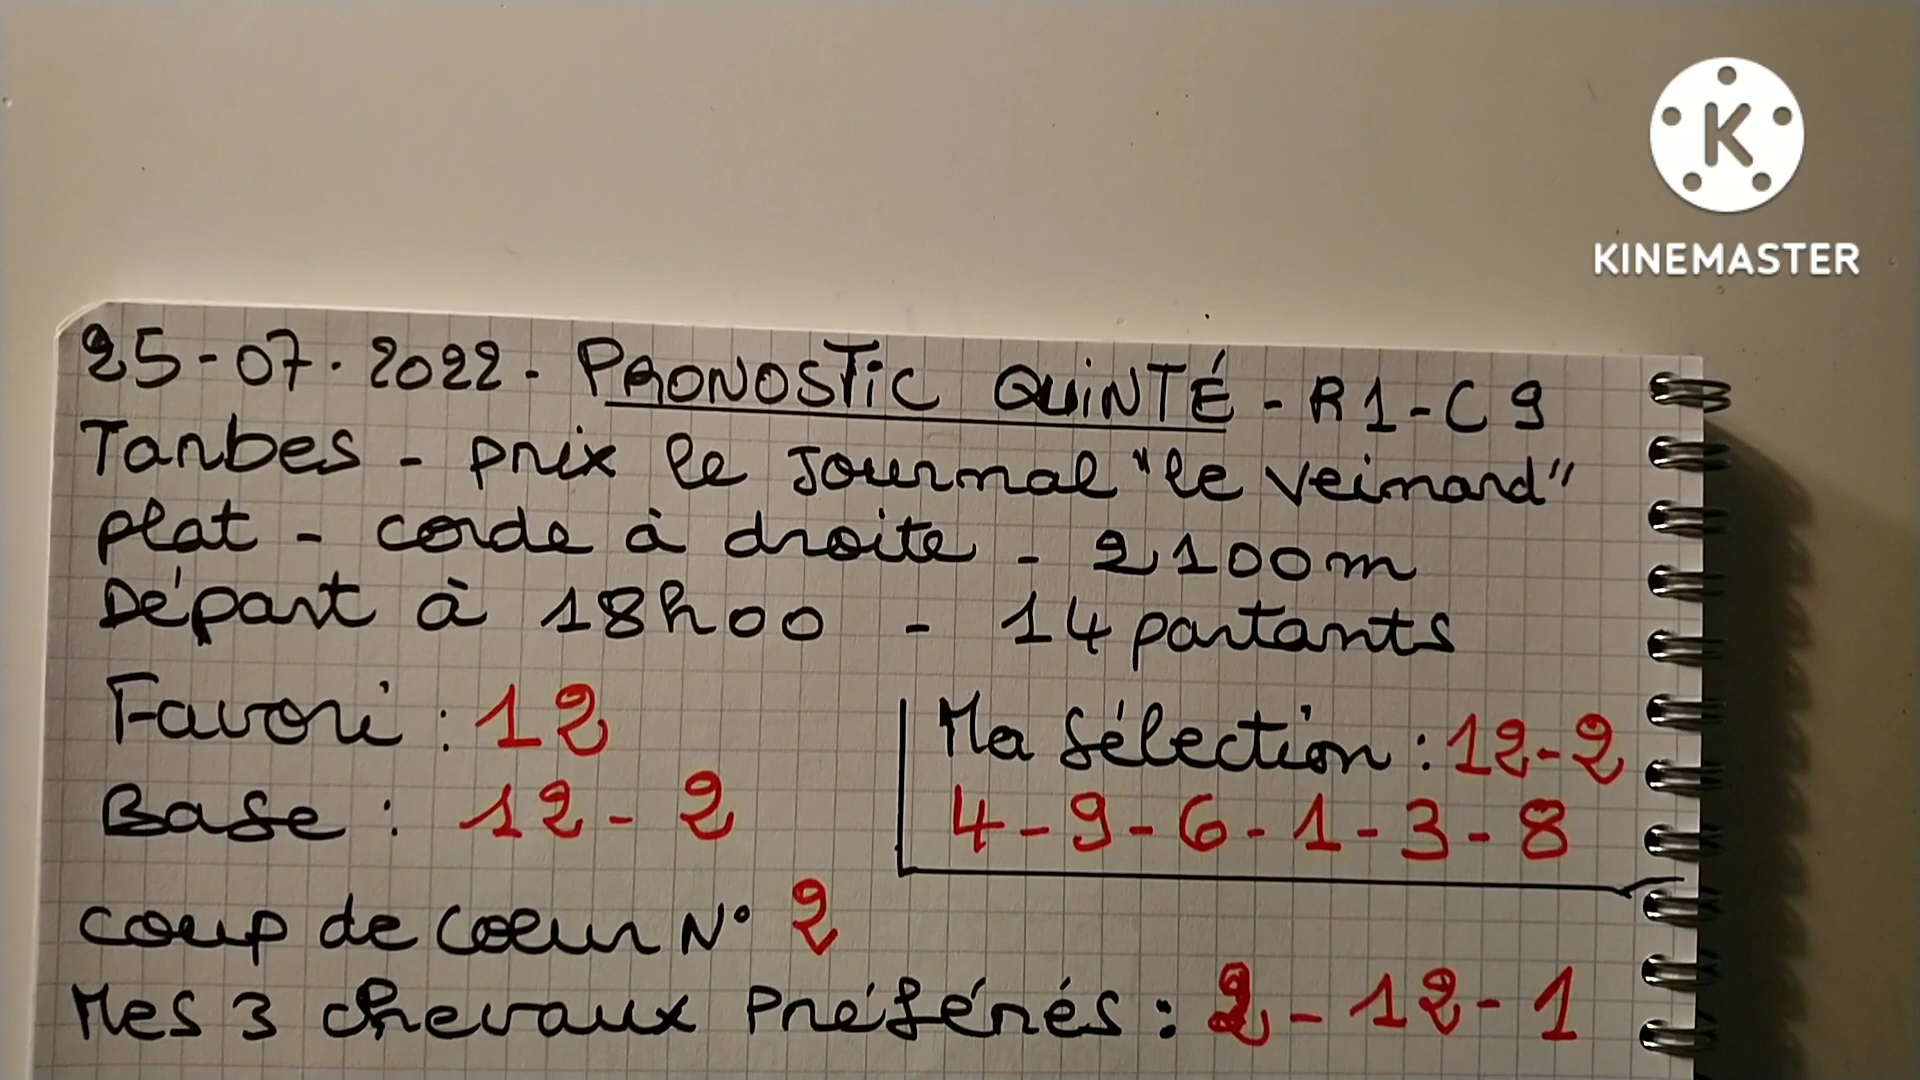 KINEMASTER
25-07.2022 - PRONOSTIC QUINTÉ - R1-C9
Tarbes - prix le Journal "le Veinard"
plat - corde à droite - 2100m
Départ à 18h00 - 14 partants
Favori : 12
Base : 12 - 2
Ma Sélection : 12-2
4-9-6-1-3-8
coup de coeur N° 2
Mes 3 chevaux Préférés : 2-12-1